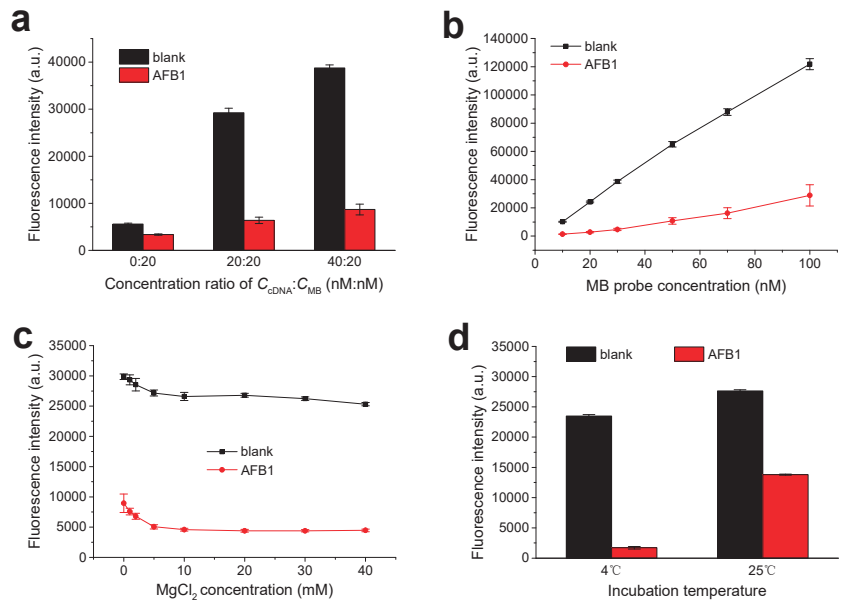 a
blank
AFB1
Fluorescence intensity (a.u.)
40000
30000
20000
10000
0
0:20
20:20
40:20
Concentration ratio of CcDNA:CMB (nM:nM)
b
blank
AFB1
Fluorescence intensity (a.u.)
120000
100000
80000
60000
40000
20000
0
0
20
40
60
80
100
MB probe concentration (nM)
c
blank
AFB1
Fluorescence intensity (a.u.)
35000
30000
25000
20000
15000
10000
5000
0
0
10
20
30
40
MgCl2 concentration (mM)
d
blank
AFB1
Fluorescence intensity (a.u.)
35000
30000
25000
20000
15000
10000
5000
0
4℃
25℃
Incubation temperature